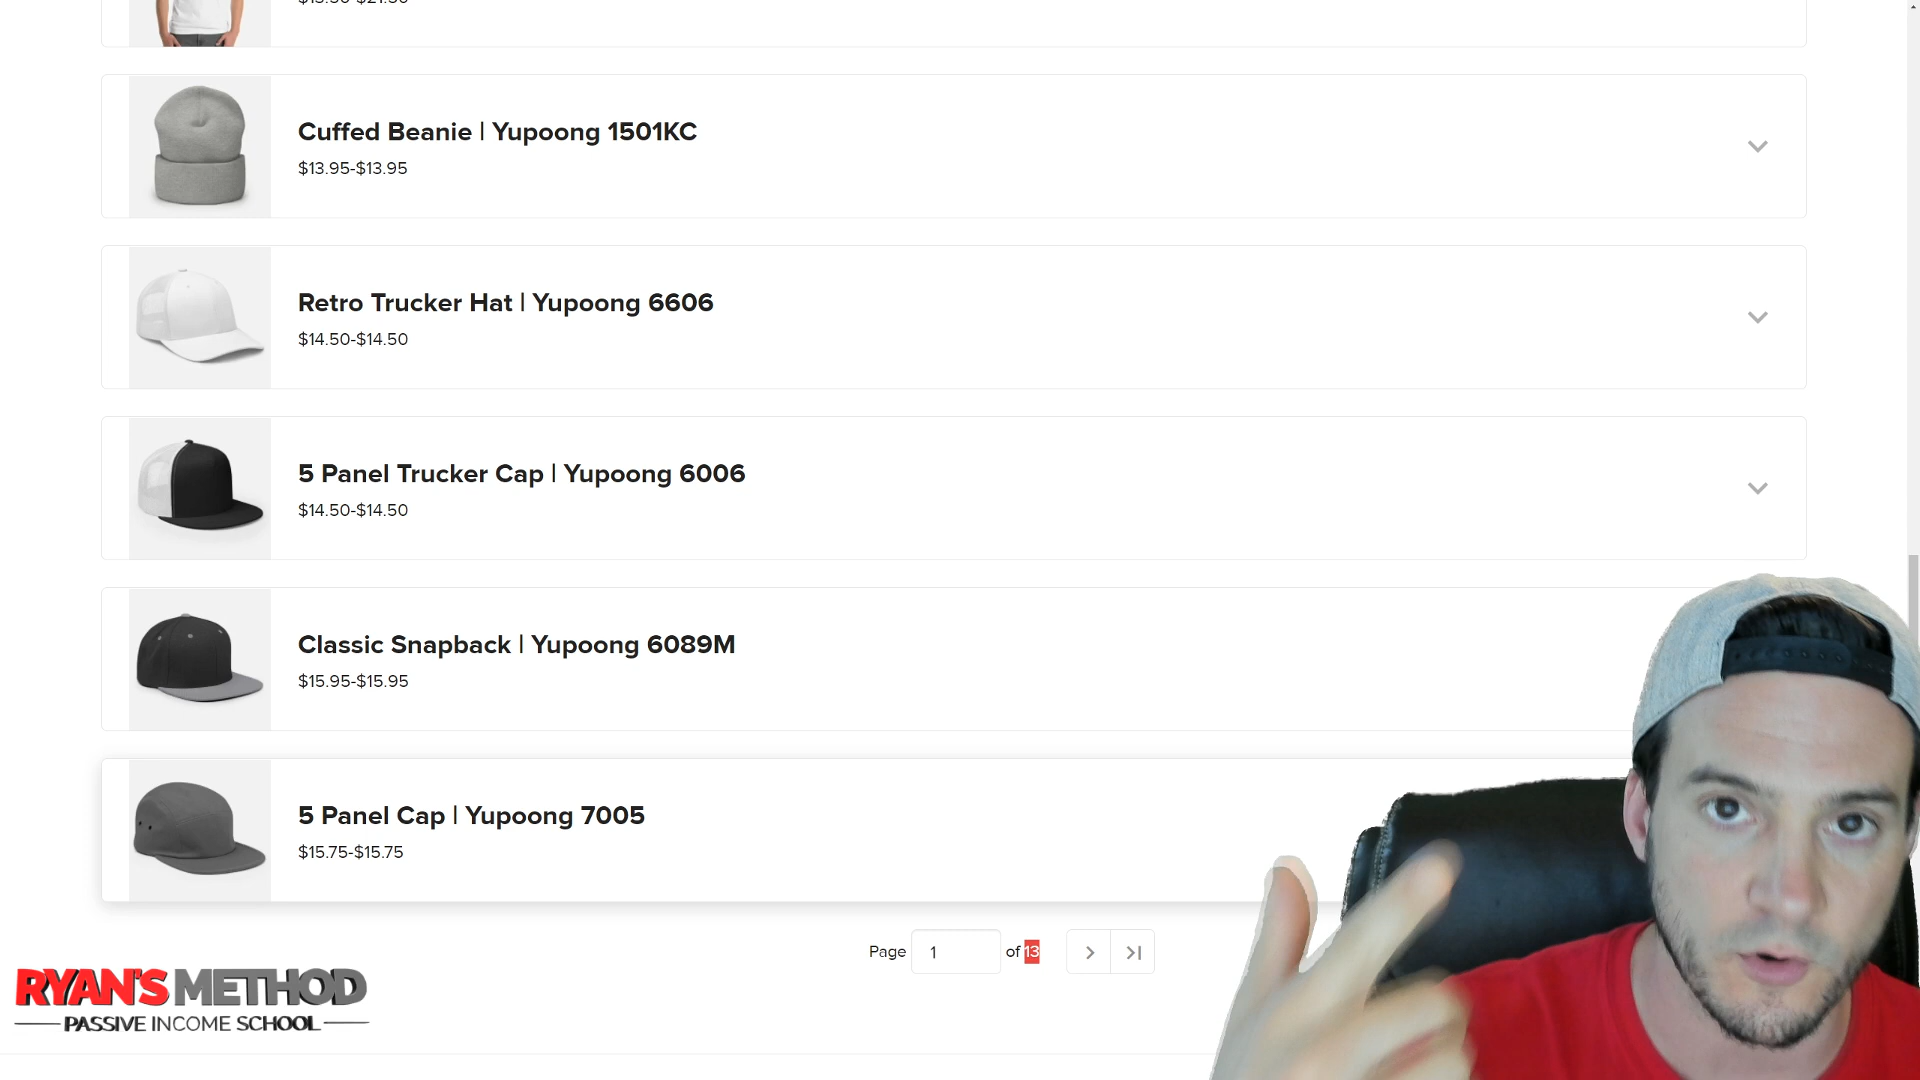 Cuffed Beanie | Yupoong 1501KC
$13.95-$13.95
Retro Trucker Hat | Yupoong 6606
$14.50-$14.50
5 Panel Trucker Cap | Yupoong 6006
$14.50-$14.50
Classic Snapback | Yupoong 6089M
$15.95-$15.95
5 Panel Cap | Yupoong 7005
$15.75-$15.75
Page 1 of 13
RYAN'S METHOD
PASSIVE INCOME SCHOOL